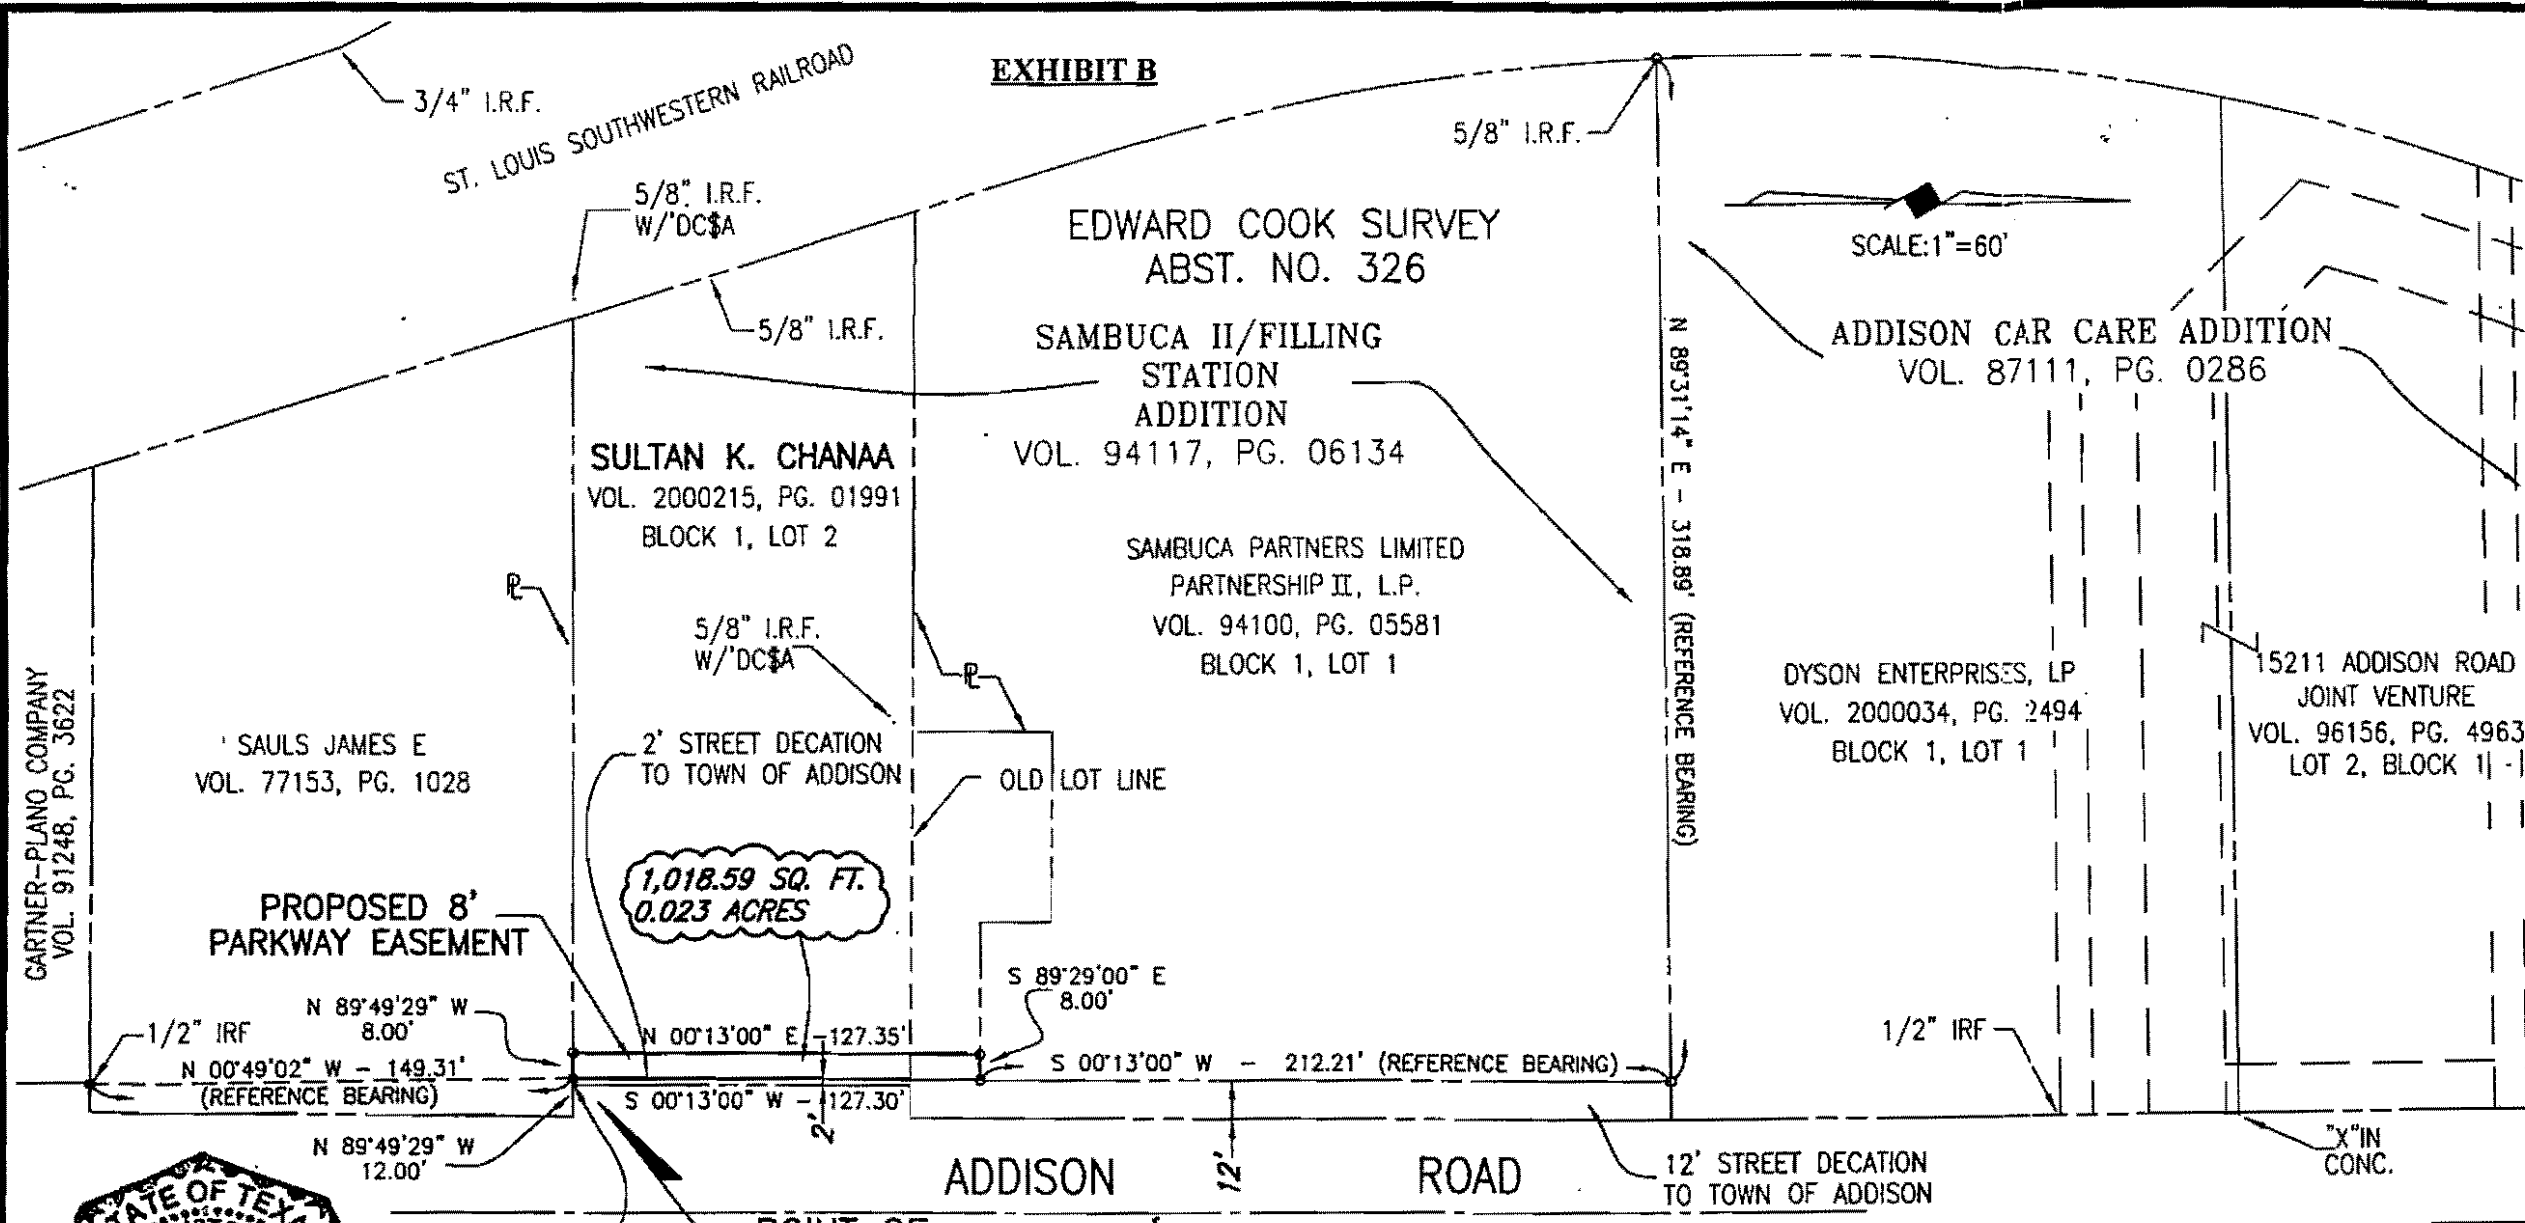 EXHIBIT B
3/4" I.R.F.
ST. LOUIS SOUTHWESTERN RAILROAD
5/8" I.R.F.
5/8" I.R.F.
W/'DC$A
EDWARD COOK SURVEY
ABST. NO. 326
SCALE:1"=60'
5/8" I.R.F.
SAMBUCA II/FILLING
STATION
ADDITION
VOL. 94117, PG. 06134
ADDISON CAR CARE ADDITION
VOL. 87111, PG. 0286
N 89°31'14" E - 318.89' (REFERENCE BEARING)
SULTAN K. CHANAA
VOL. 2000215, PG. 01991
BLOCK 1, LOT 2
SAMBUCA PARTNERS LIMITED
PARTNERSHIP II, L.P.
VOL. 94100, PG. 05581
BLOCK 1, LOT 1
PL
5/8" I.R.F.
W/'DC$A
PL
DYSON ENTERPRISES, LP
VOL. 2000034, PG. 2494
BLOCK 1, LOT 1
15211 ADDISON ROAD
JOINT VENTURE
VOL. 96156, PG. 4963
LOT 2, BLOCK 1
GARTNER-PLANO COMPANY
VOL. 91248, PG. 3622
SAULS JAMES E
VOL. 77153, PG. 1028
2' STREET DECATION
TO TOWN OF ADDISON
OLD LOT LINE
1,018.59 SQ. FT.
0.023 ACRES
PROPOSED 8'
PARKWAY EASEMENT
N 89°49'29" W
8.00'
S 89°29'00" E
8.00'
1/2" IRF
N 00°13'00" E -127.35'
N 00°49'02" W - 149.31'
(REFERENCE BEARING)
S 00°13'00" W - 212.21' (REFERENCE BEARING)
1/2" IRF
S 00°13'00" W - 127.30'
2'
N 89°49'29" W
12.00'
12'
ADDISON ROAD
12' STREET DECATION
TO TOWN OF ADDISON
"X"IN
CONC.
STATE OF TEXAS
POINT OF